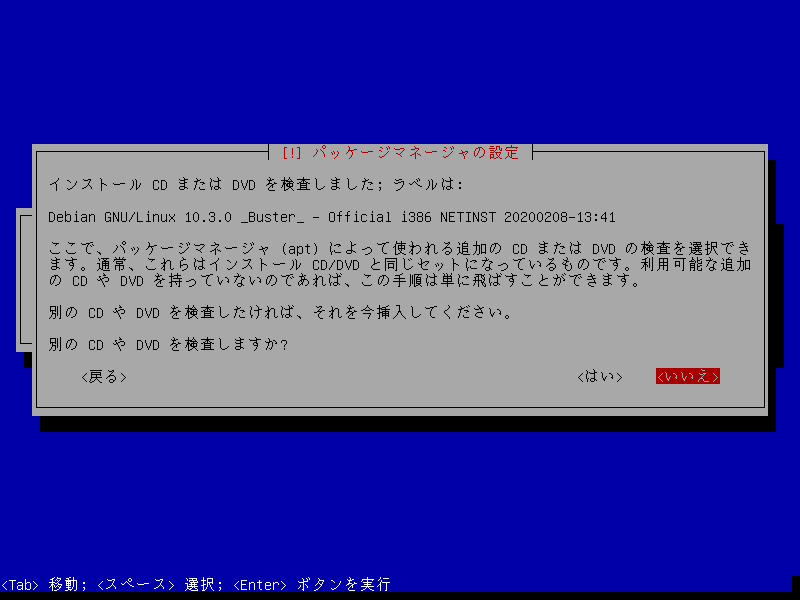 [!] パッケージマネージャの設定
インストール CD または DVD を検査しました; ラベルは:
Debian GNU/Linux 10.3.0 _Buster_ - Official i386 NETINST 20200208-13:41
ここで、パッケージマネージャ (apt) によって使われる追加の CD または DVD の検査を選択でき
ます。通常、これらはインストール CD/DVD と同じセットになっているものです。利用可能な追加
の CD や DVD を持っていないのであれば、この手順は単に飛ばすことができます。
別の CD や DVD を検査したければ、それを今挿入してください。
別の CD や DVD を検査しますか?
<戻る> <はい> <いいえ>
<Tab> 移動; <スペース> 選択; <Enter> ボタンを実行